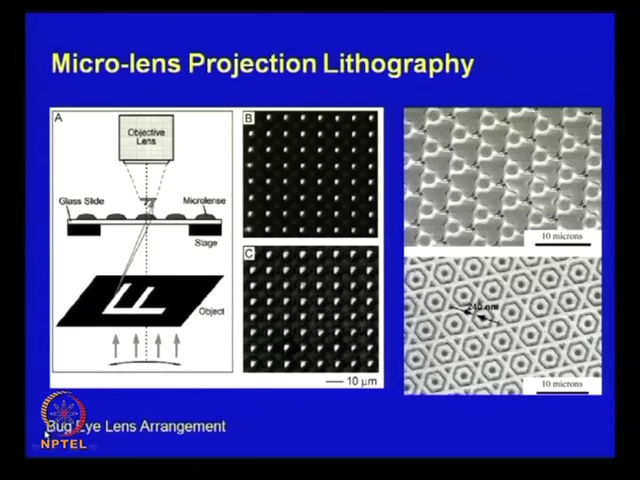 Micro-lens Projection Lithography
A
Objective
Lens
Glass Slide
Microlense
Stage
Object
B
C
10 μm
10 microns
240 nm
10 microns
Bug Eye Lens Arrangement
NPTEL